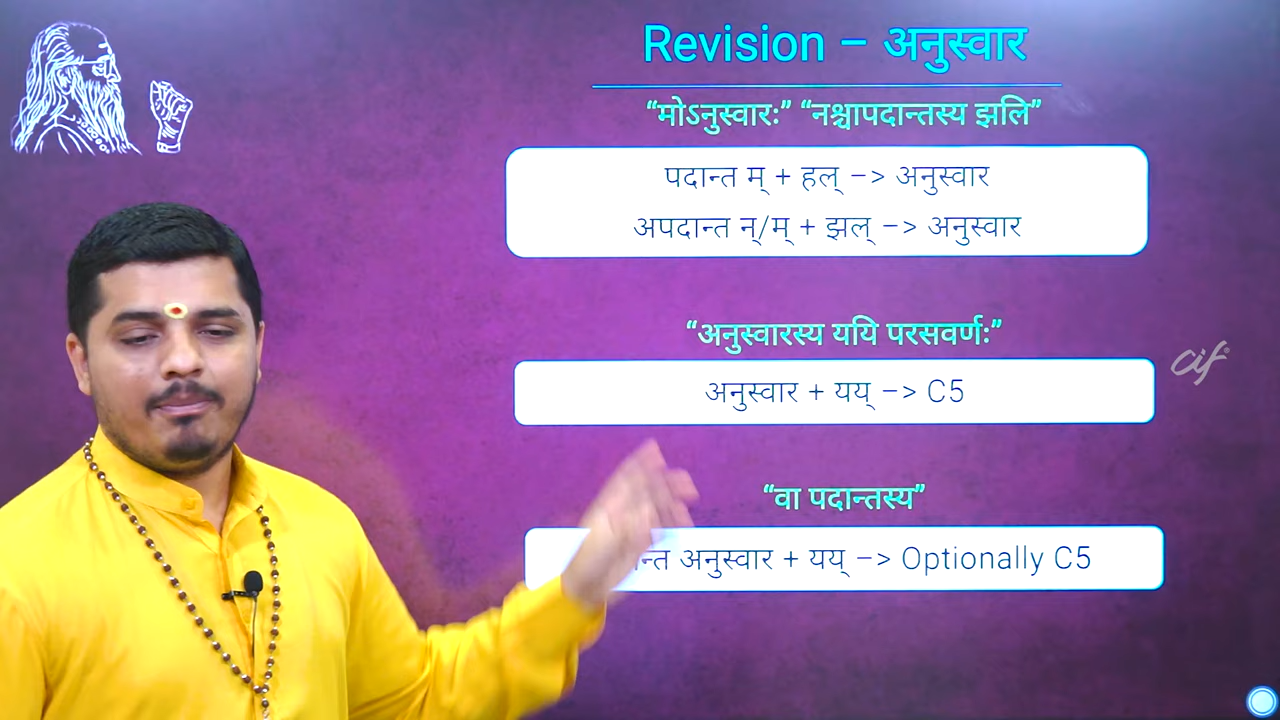 Revision – अनुस्वार
“मोऽनुस्वारः” “नश्चापदान्तस्य झलि”
पदान्त म् + हल् –> अनुस्वार
अपदान्त न्/म् + झल् –> अनुस्वार
“अनुस्वारस्य ययि परसवर्णः”
अनुस्वार + यय् –> C5
cif
“वा पदान्तस्य”
अनुस्वार + यय् –> Optionally C5